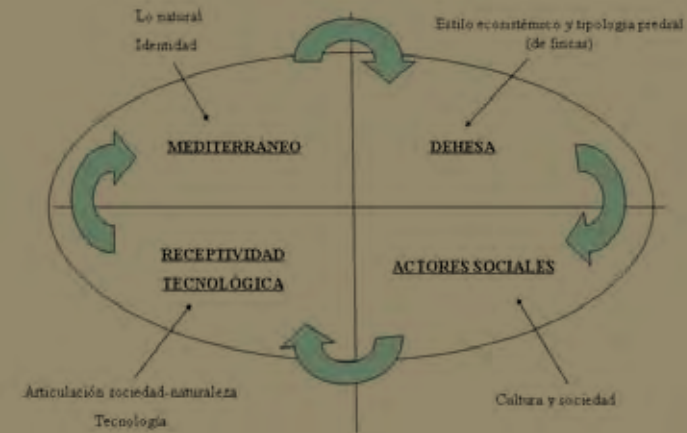 Lo natural
Identidad
Estilo ecosistémico y tipología predial
(de fincas)
MEDITERRÁNEO
DEHESA
RECEPTIVIDAD
TECNOLÓGICA
ACTORES SOCIALES
Articulación sociedad-naturaleza
Tecnología
Cultura y sociedad